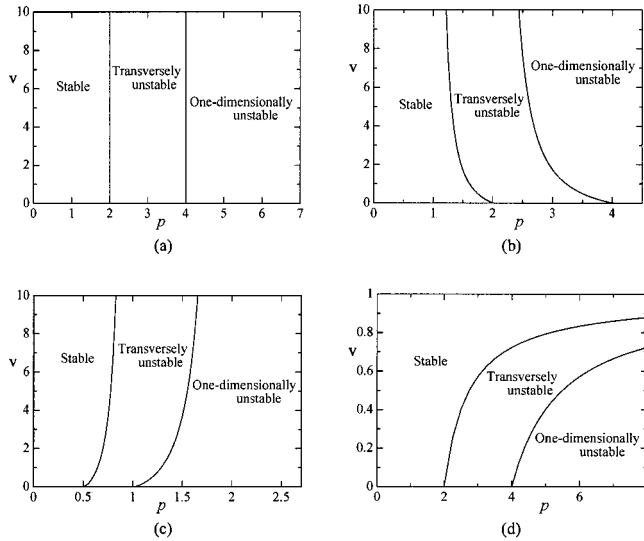 10
8
6
v
4
2
0
Stable
Transversely
unstable
One-dimensionally
unstable
0 1 2 3 4 5 6 7
p
(a)
10
8
6
v
4
2
0
One-dimensionally
unstable
Stable
Transversely
unstable
0 1 2 3 4
p
(b)
10
8
6
v
4
2
0
Stable
Transversely
unstable
One-dimensionally
unstable
0 0.5 1 1.5 2 2.5
p
(c)
1
0.8
0.6
v
0.4
0.2
0
Stable
Transversely
unstable
One-dimensionally
unstable
0 2 4 6
p
(d)